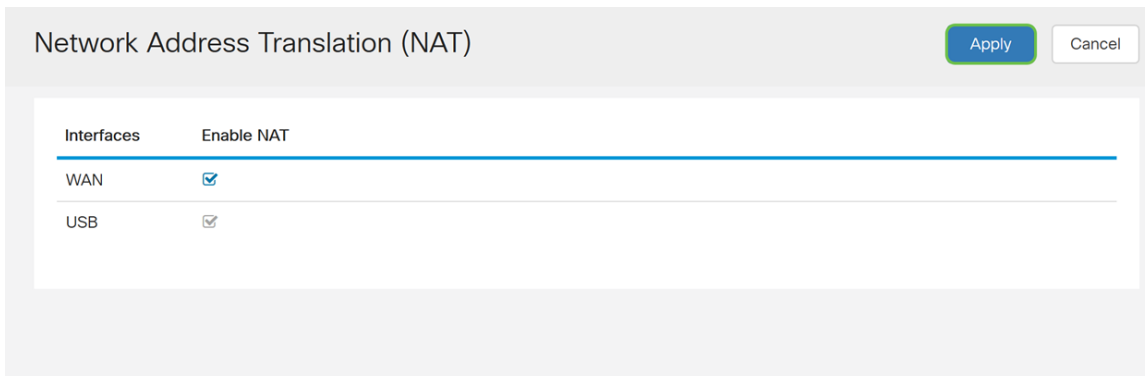 Network Address Translation (NAT)
Apply
Cancel
Interfaces
Enable NAT
WAN
USB